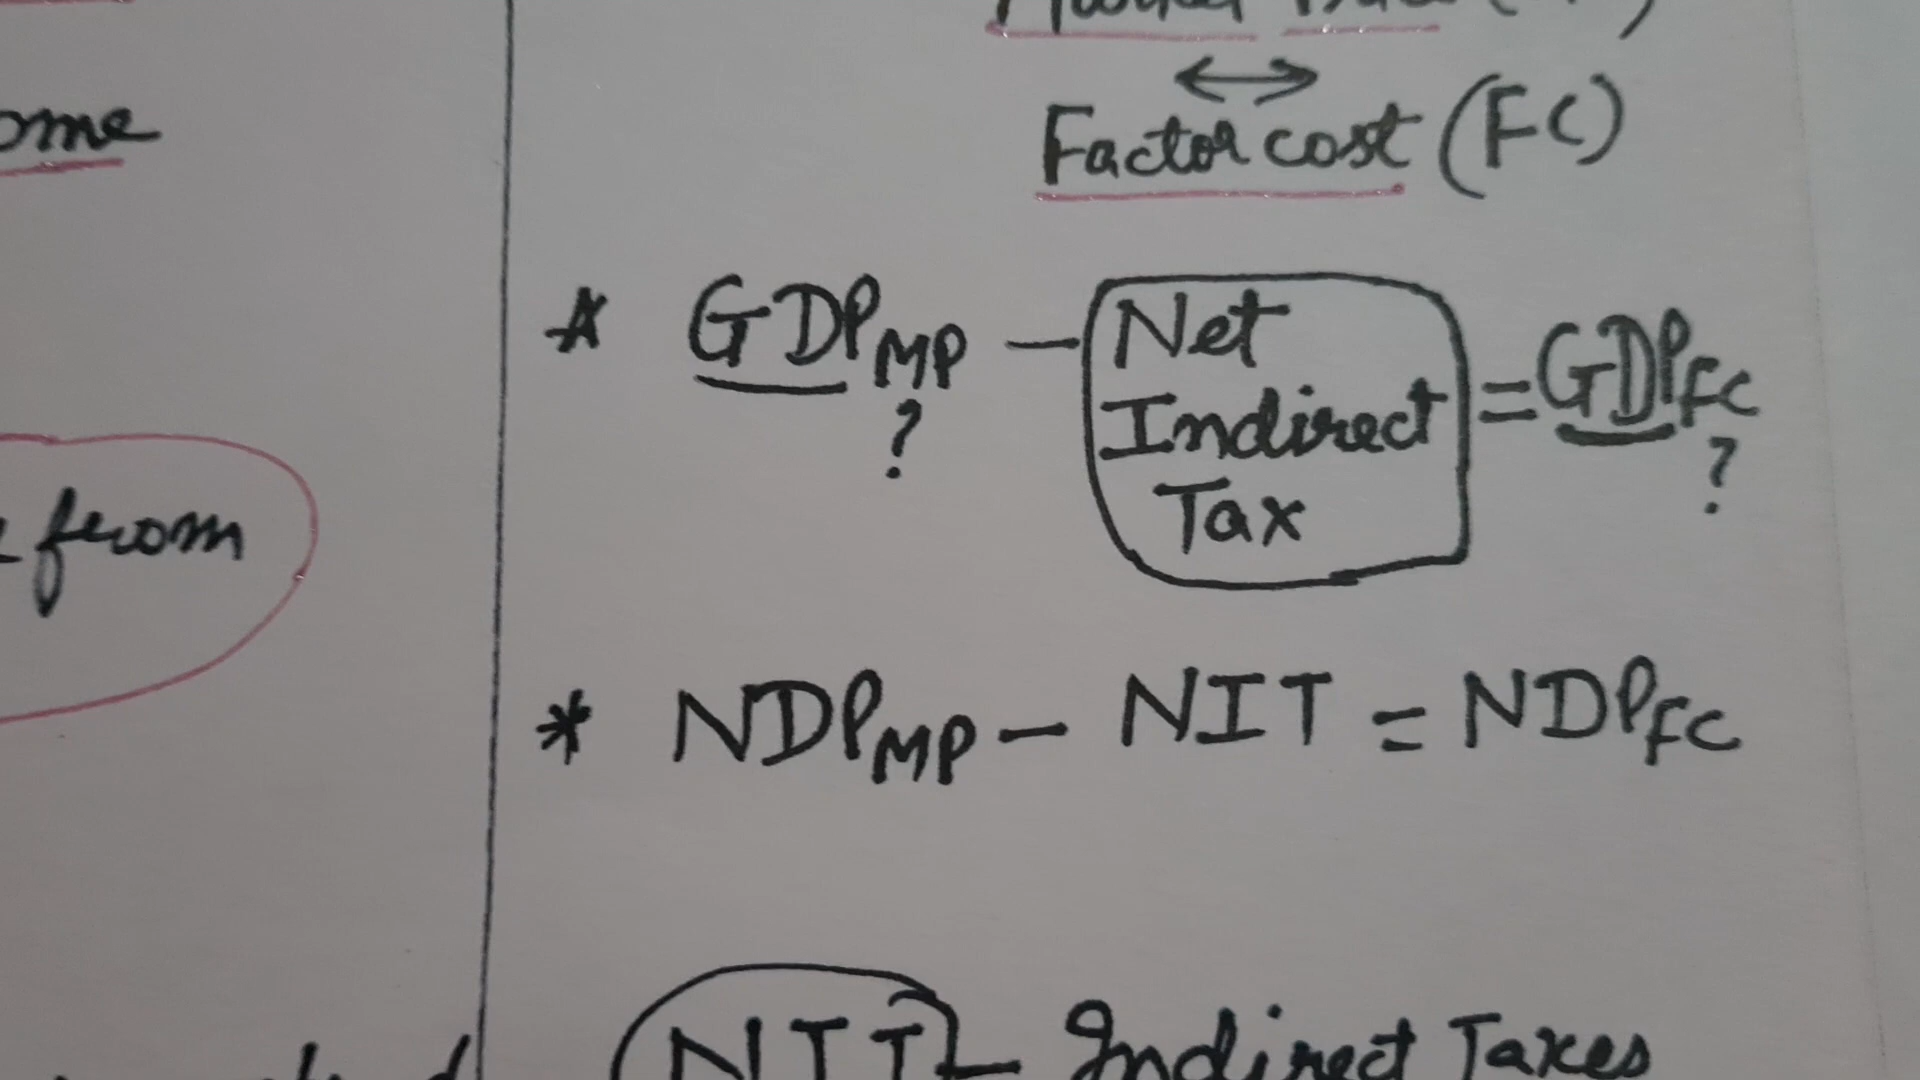 ome
from
Factor cost (FC)
* GDP MP - Net Indirect Tax = GDP FC
? ?
* NDP MP - NIT = NDP FC
NIT - Indirect Taxes